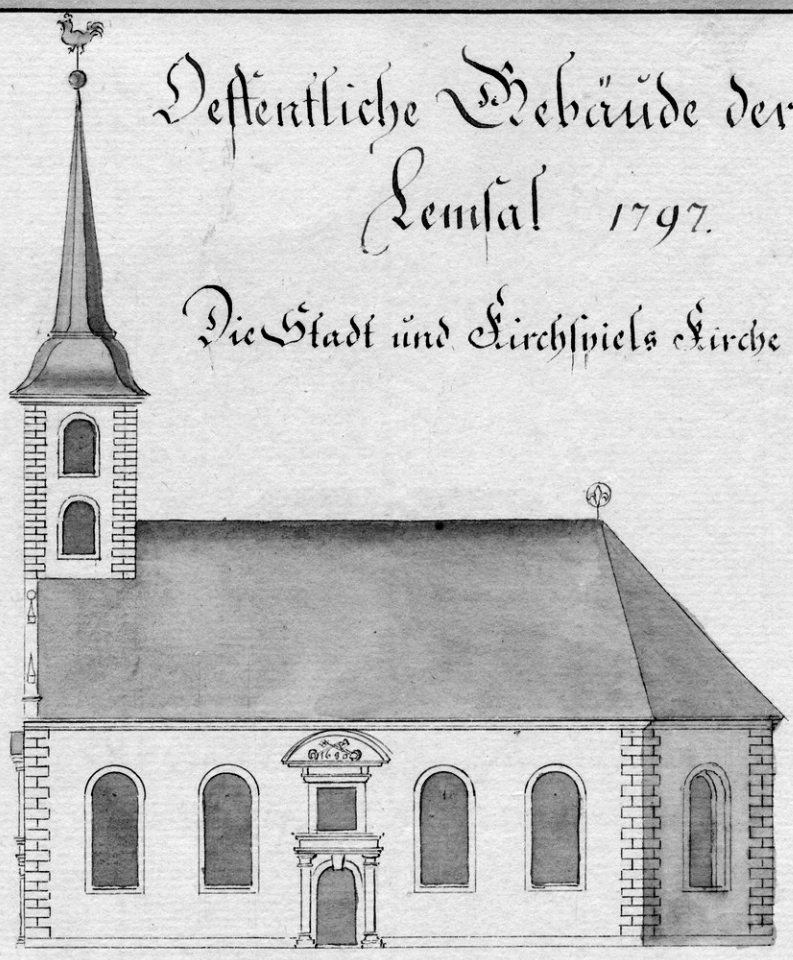 Oeffentliche Gebäude der
Lemsal 1797.
Die Stadt und Kirchspiels Kirche